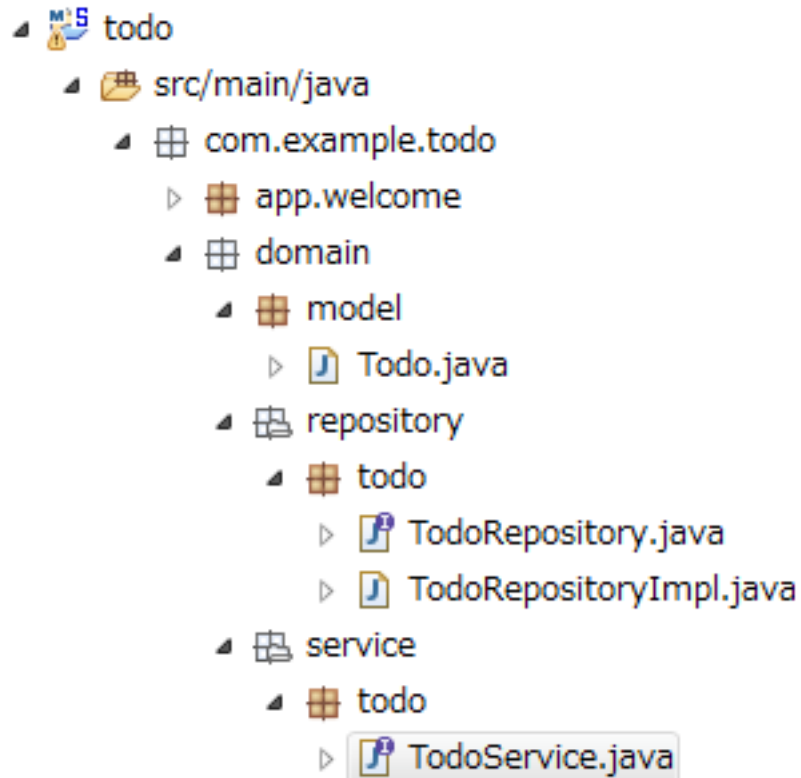 todo
src/main/java
com.example.todo
app.welcome
domain
model
Todo.java
repository
todo
TodoRepository.java
TodoRepositoryImpl.java
service
todo
TodoService.java